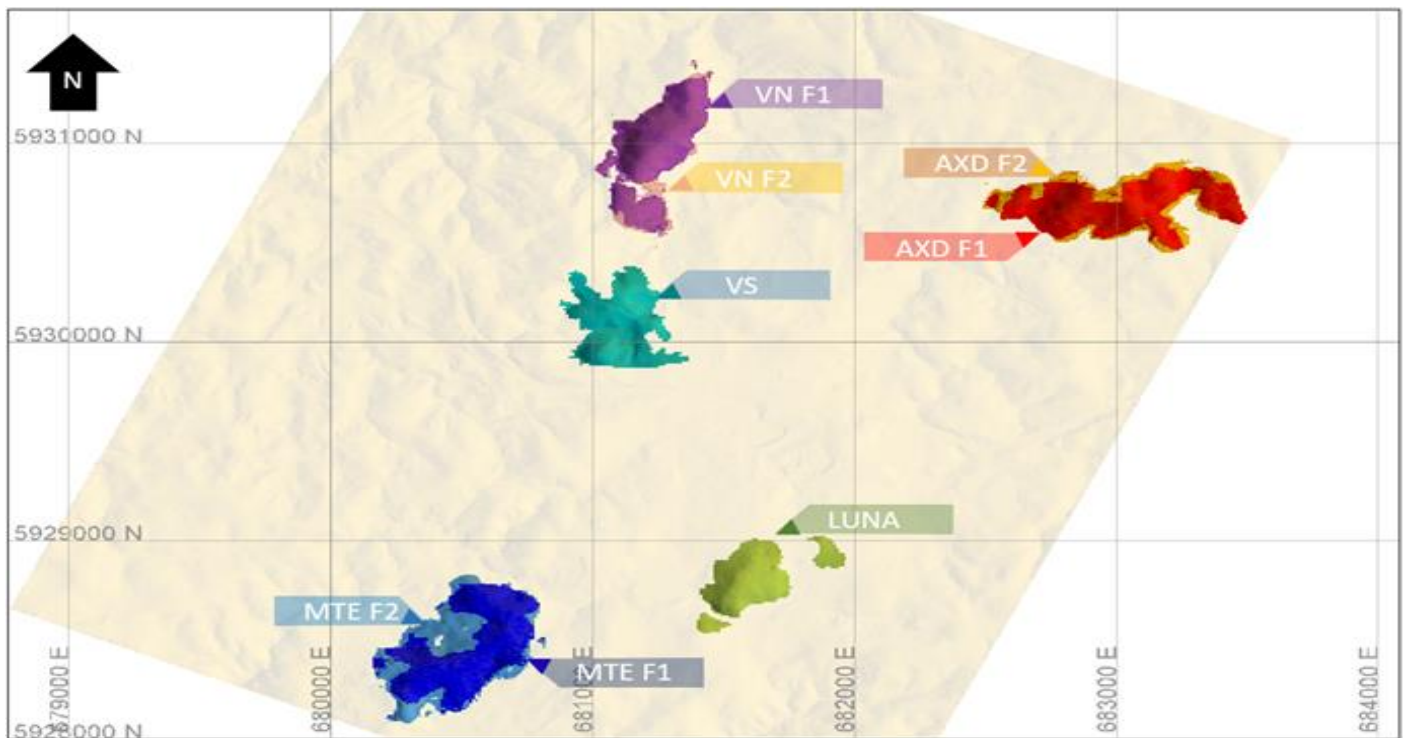 N
VN F1
5931000 N
AXD F2
VN F2
AXD F1
VS
5930000 N
LUNA
5929000 N
MTE F2
MTE F1
5928000 N
679000 E
680000 E
681000 E
682000 E
683000 E
684000 E